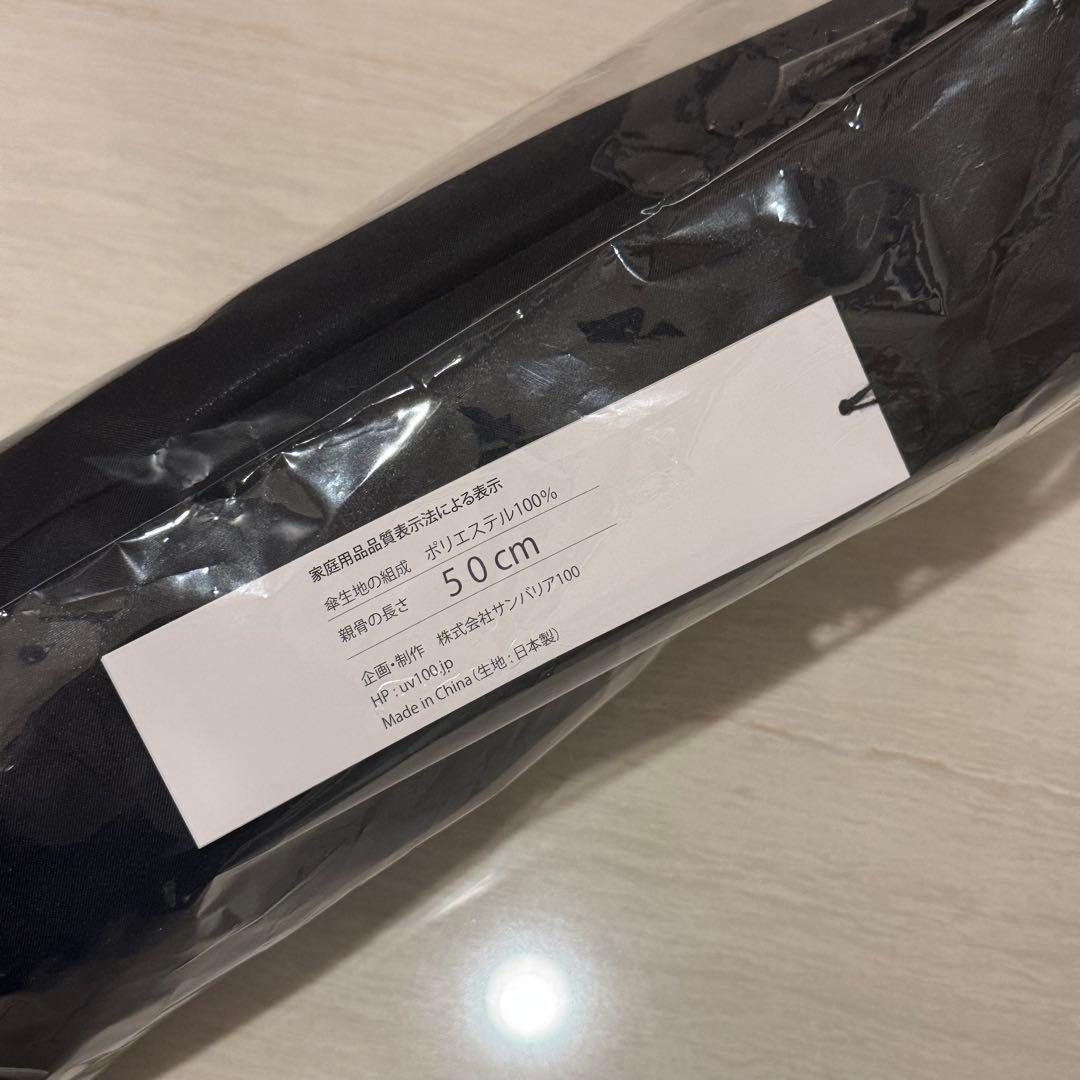 家庭用品品質表示法による表示
傘生地の組成 ポリエステル100%
親骨の長さ 50cm
企画・制作 株式会社サンバリア100
HP : uv100.jp
Made in China (生地 : 日本製)